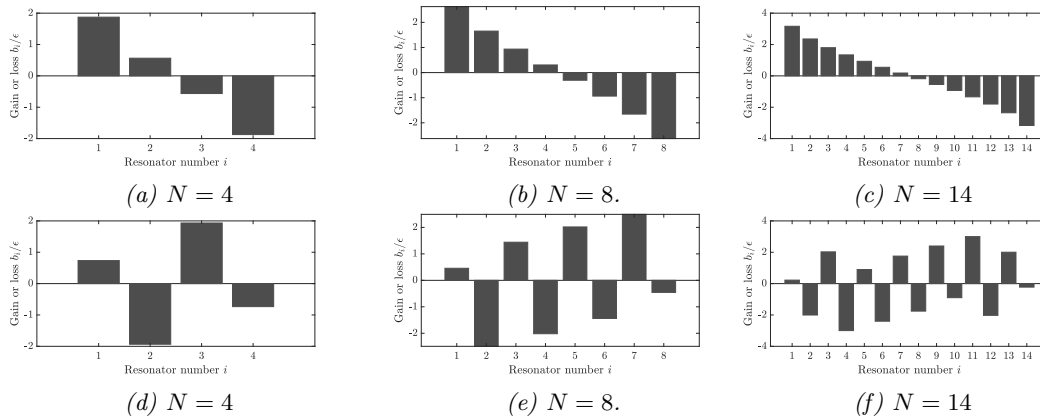 Gain or loss b_i/ϵ
2
1
0
-1
-2
1 2 3 4
Resonator number i
(a) N = 4
Gain or loss b_i/ϵ
2
1
0
-1
-2
1 2 3 4 5 6 7 8
Resonator number i
(b) N = 8.
Gain or loss b_i/ϵ
4
2
0
-2
-4
1 2 3 4 5 6 7 8 9 10 11 12 13 14
Resonator number i
(c) N = 14
Gain or loss b_i/ϵ
2
1
0
-1
-2
1 2 3 4
Resonator number i
(d) N = 4
Gain or loss b_i/ϵ
2
1
0
-1
-2
1 2 3 4 5 6 7 8
Resonator number i
(e) N = 8.
Gain or loss b_i/ϵ
4
2
0
-2
-4
1 2 3 4 5 6 7 8 9 10 11 12 13 14
Resonator number i
(f) N = 14